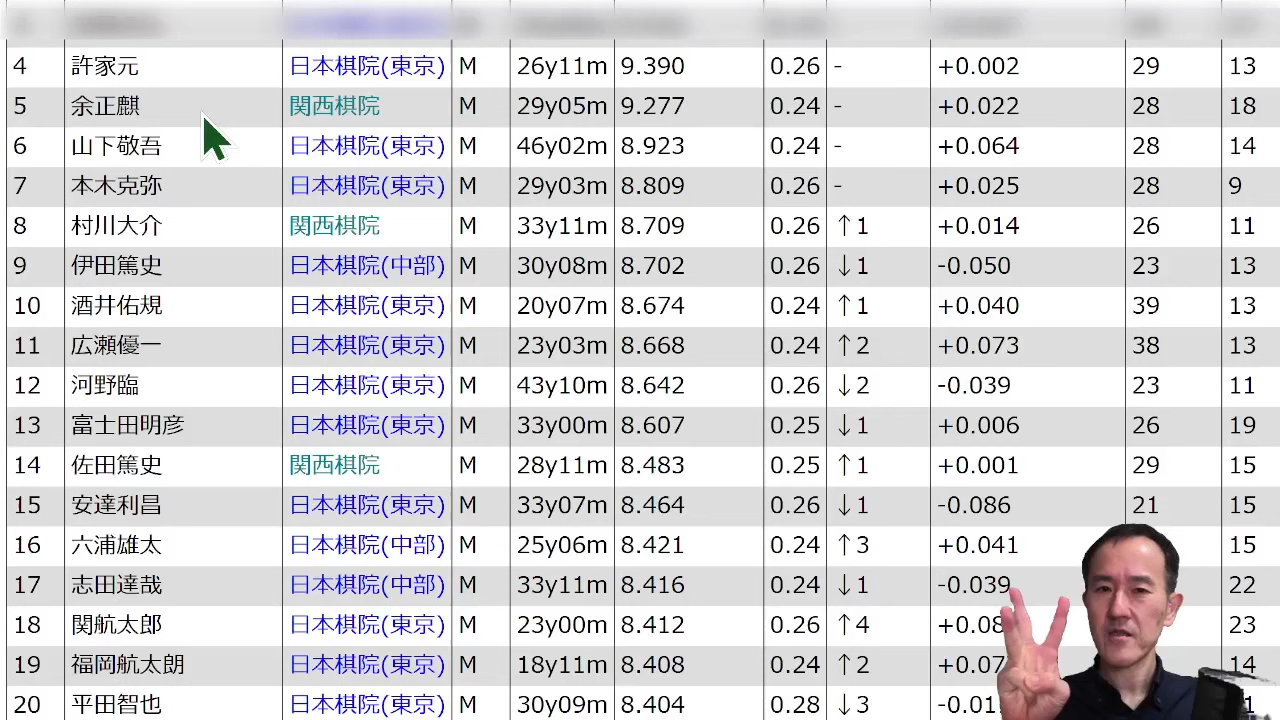 4 許家元 日本棋院(東京) M 26y11m 9.390 0.26 - +0.002 29 13
5 余正麒 関西棋院 M 29y05m 9.277 0.24 - +0.022 28 18
6 山下敬吾 日本棋院(東京) M 46y02m 8.923 0.24 - +0.064 28 14
7 本木克弥 日本棋院(東京) M 29y03m 8.809 0.26 - +0.025 28 9
8 村川大介 関西棋院 M 33y11m 8.709 0.26 ↑1 +0.014 26 11
9 伊田篤史 日本棋院(中部) M 30y08m 8.702 0.26 ↓1 -0.050 23 13
10 酒井佑規 日本棋院(東京) M 20y07m 8.674 0.24 ↑1 +0.040 39 13
11 広瀬優一 日本棋院(東京) M 23y03m 8.668 0.24 ↑2 +0.073 38 13
12 河野臨 日本棋院(東京) M 43y10m 8.642 0.26 ↓2 -0.039 23 11
13 富士田明彦 日本棋院(東京) M 33y00m 8.607 0.25 ↓1 +0.006 26 19
14 佐田篤史 関西棋院 M 28y11m 8.483 0.25 ↑1 +0.001 29 15
15 安達利昌 日本棋院(東京) M 33y07m 8.464 0.26 ↓1 -0.086 21 15
16 六浦雄太 日本棋院(中部) M 25y06m 8.421 0.24 ↑3 +0.041 15
17 志田達哉 日本棋院(中部) M 33y11m 8.416 0.24 ↓1 -0.039 22
18 関航太郎 日本棋院(東京) M 23y00m 8.412 0.26 ↑4 23
19 福岡航太朗 日本棋院(東京) M 18y11m 8.408 0.24 ↑2 14
20 平田智也 日本棋院(東京) M 30y09m 8.404 0.28 ↓3